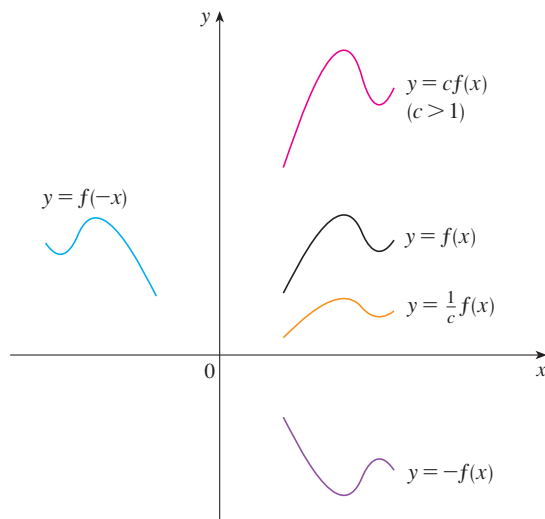 y
y = cf(x)
(c > 1)
y = f(−x)
y = f(x)
y = 1/c f(x)
0
x
y = −f(x)